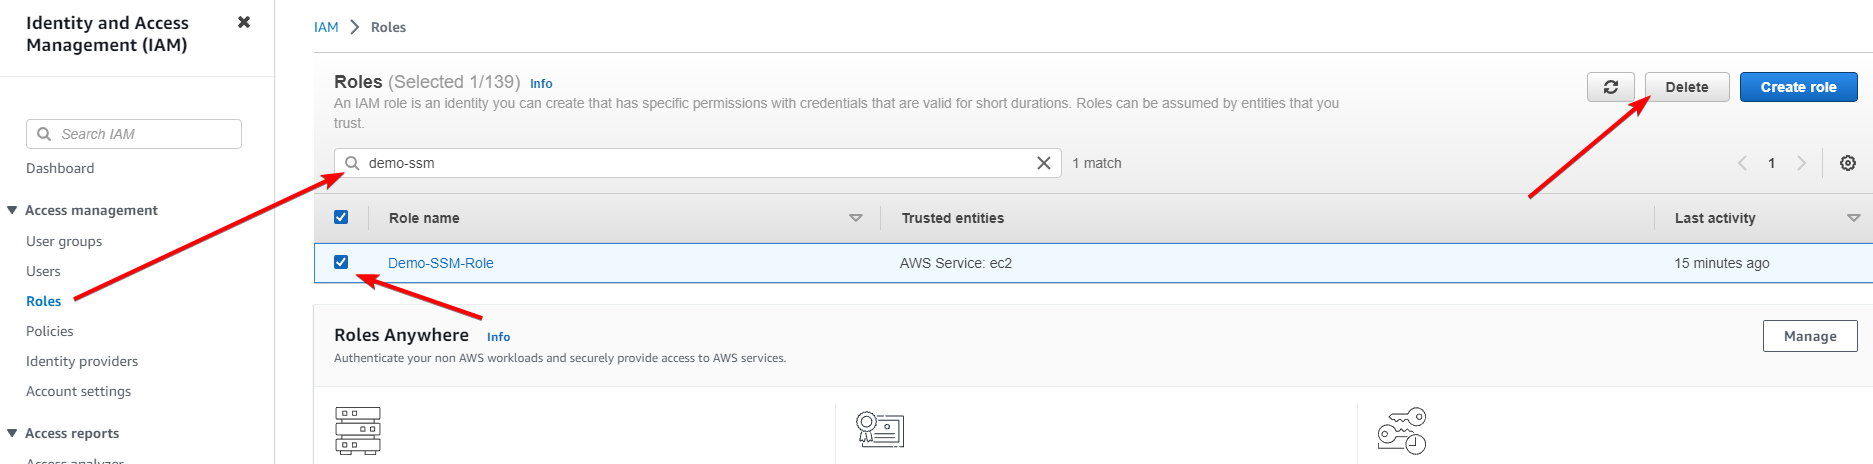 Identity and Access
Management (IAM)
Search IAM
Dashboard
Access management
User groups
Users
Roles
Policies
Identity providers
Account settings
Access reports
Access analyzer
IAM > Roles
Roles (Selected 1/139) Info
Delete
Create role
An IAM role is an identity you can create that has specific permissions with credentials that are valid for short durations. Roles can be assumed by entities that you
trust.
demo-ssm
1 match
1
Role name
Trusted entities
Last activity
Demo-SSM-Role
AWS Service: ec2
15 minutes ago
Roles Anywhere Info
Manage
Authenticate your non AWS workloads and securely provide access to AWS services.